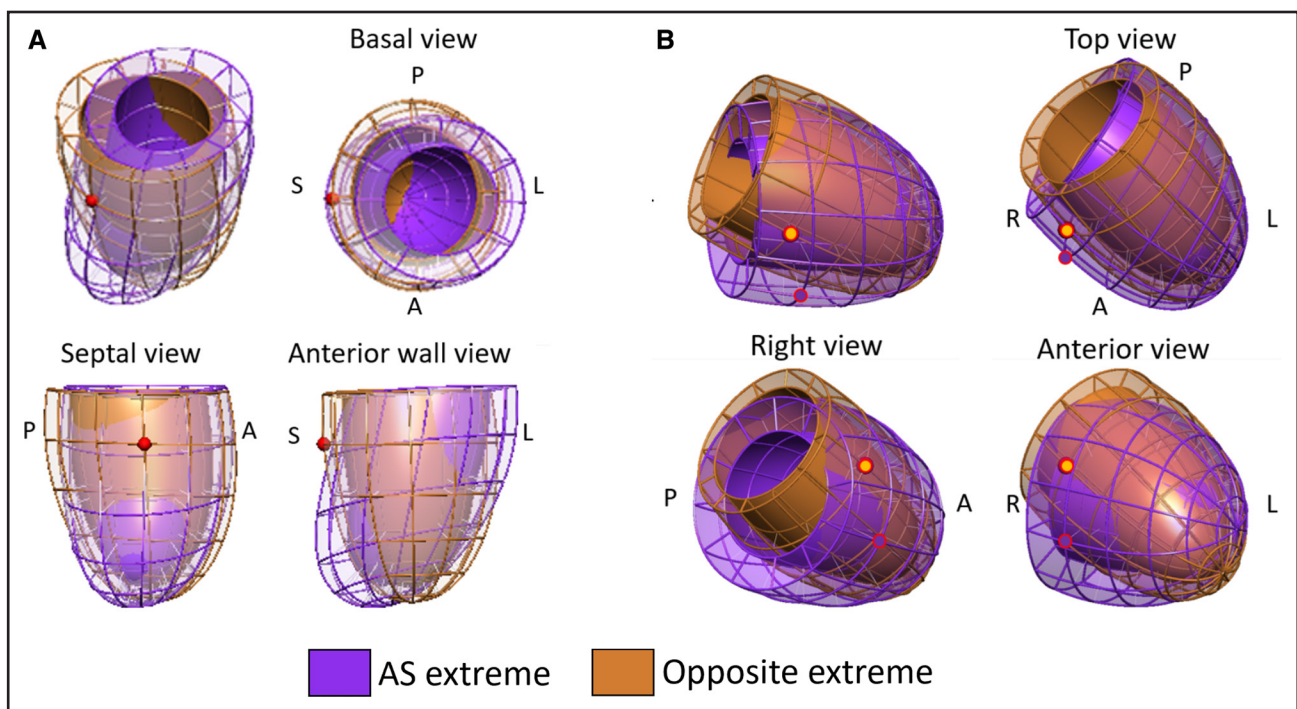 A
Basal view
P
S
L
A
Septal view
P
A
Anterior wall view
S
L
B
Top view
P
R
L
A
Right view
P
A
Anterior view
R
L
AS extreme
Opposite extreme